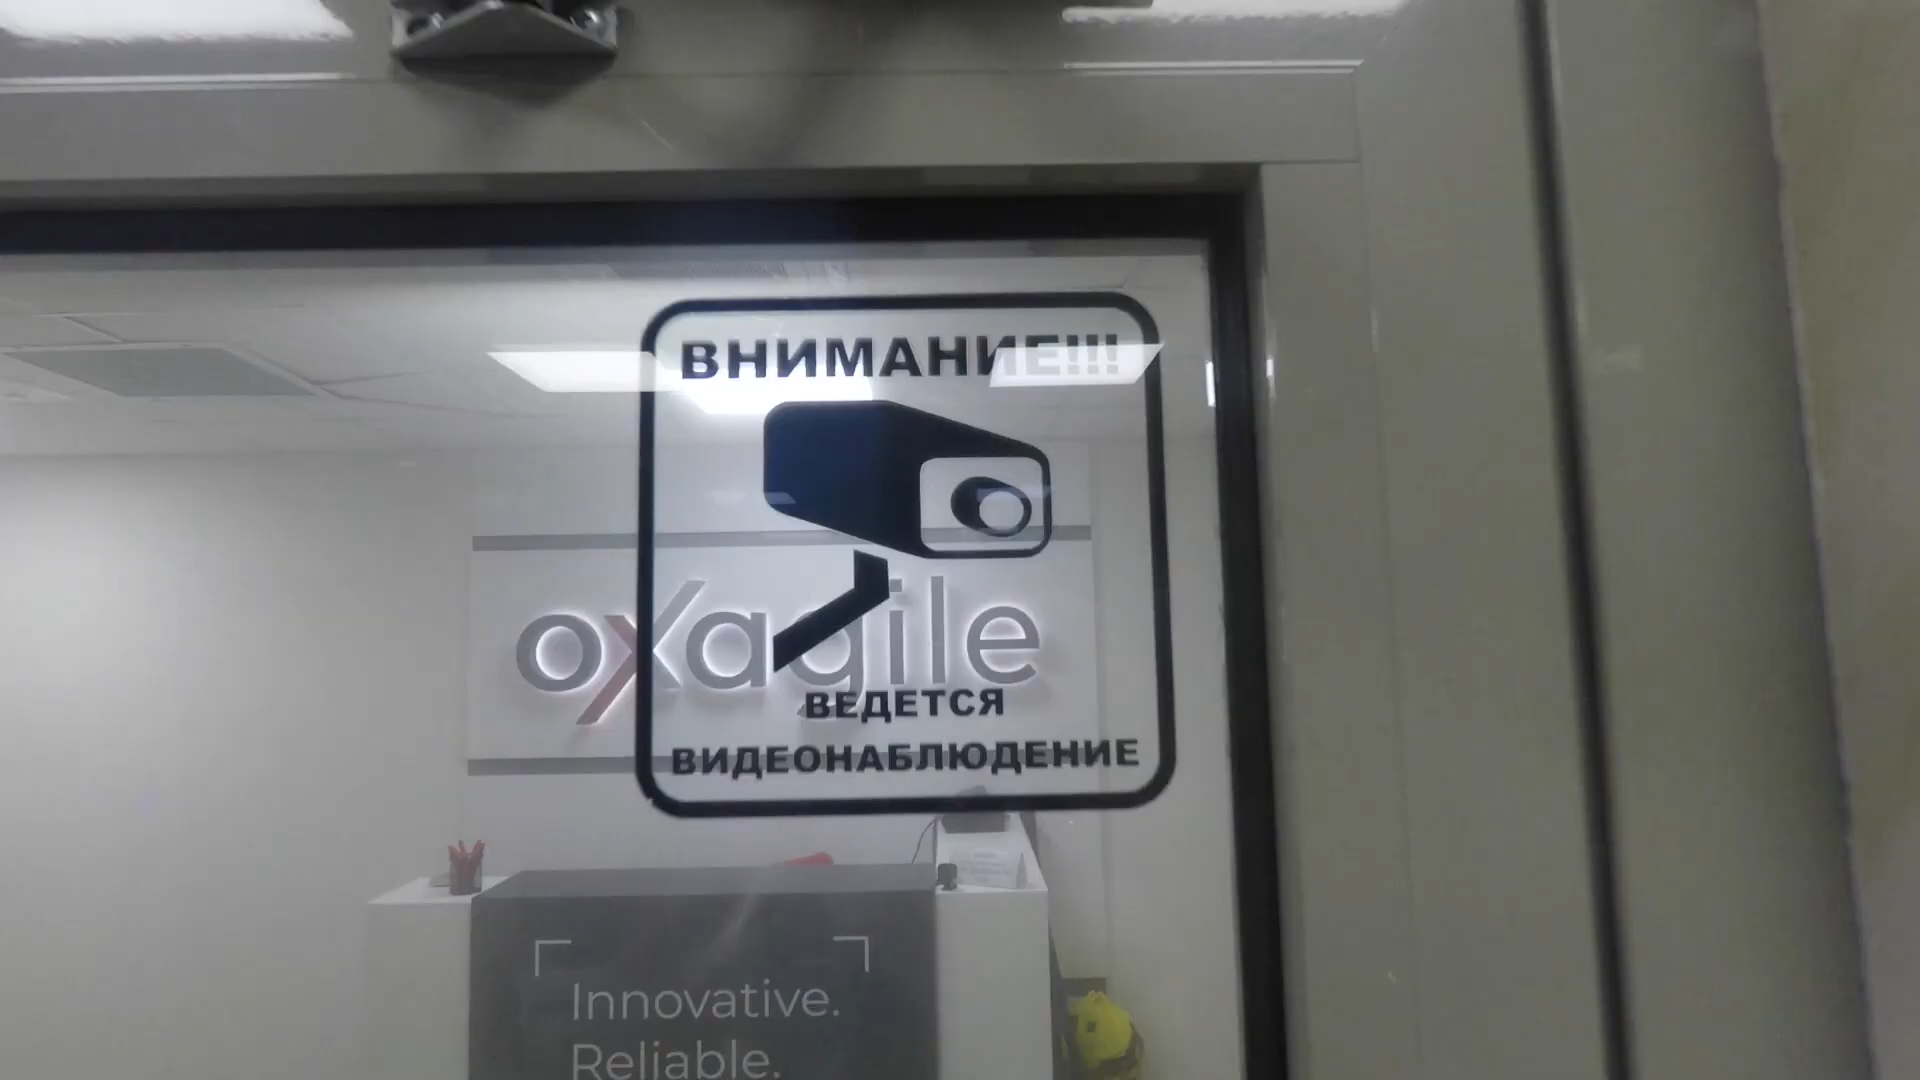 ВНИМАНИЕ!!!
oxagile
ВЕДЕТСЯ
ВИДЕОНАБЛЮДЕНИЕ
Innovative.
Reliable.